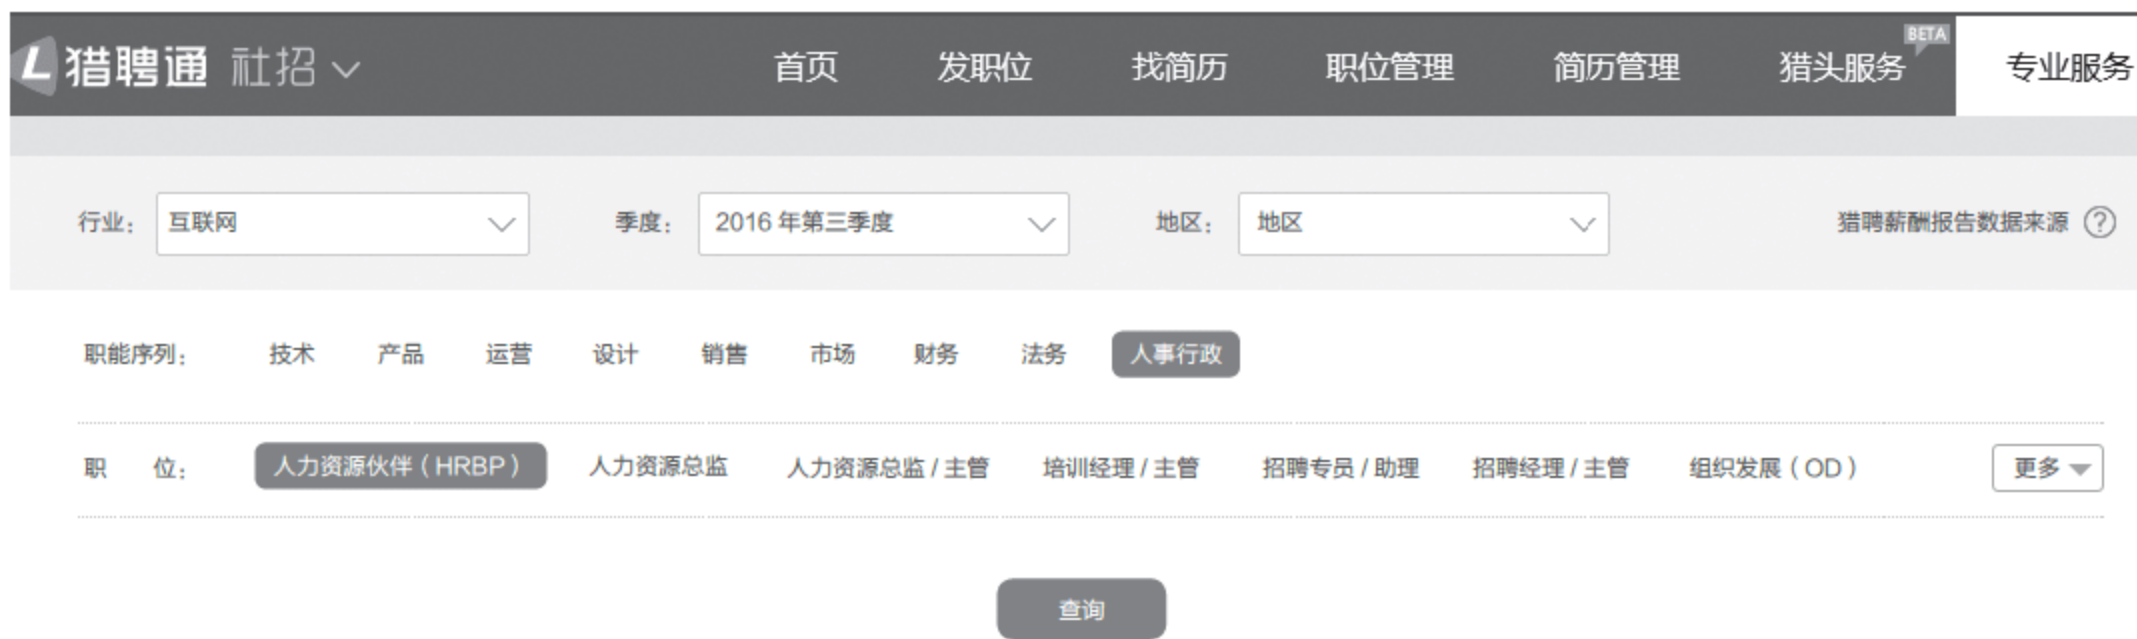 猎聘通 社招 首页 发职位 找简历 职位管理 简历管理 猎头服务 BETA 专业服务
行业: 互联网 季度: 2016 年第三季度 地区: 地区 猎聘薪酬报告数据来源 ?
职能序列: 技术 产品 运营 设计 销售 市场 财务 法务 人事行政
职 位: 人力资源伙伴 ( HRBP ) 人力资源总监 人力资源总监 / 主管 培训经理 / 主管 招聘专员 / 助理 招聘经理 / 主管 组织发展 ( OD ) 更多
查询